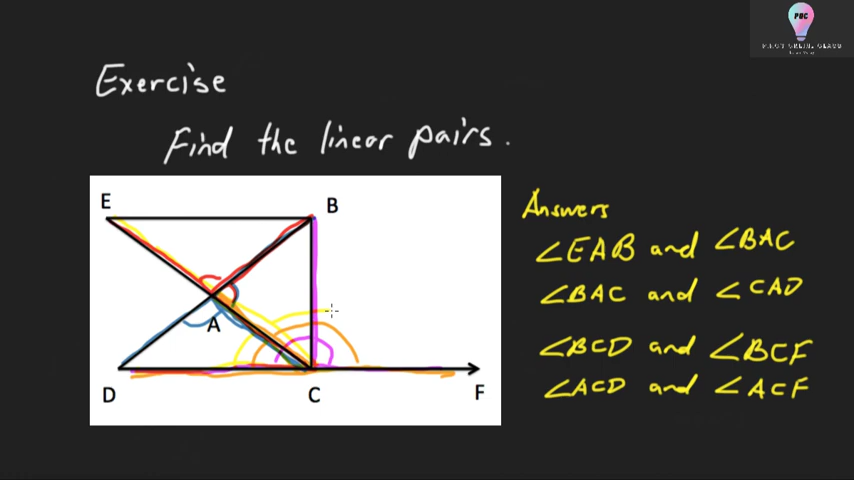 PBC
Exercise
Find the linear pairs.
E
B
A
D
C
F
Answers
∠EAB and ∠BAC
∠BAC and ∠CAD
∠BCD and ∠BCF
∠ACD and ∠ACF